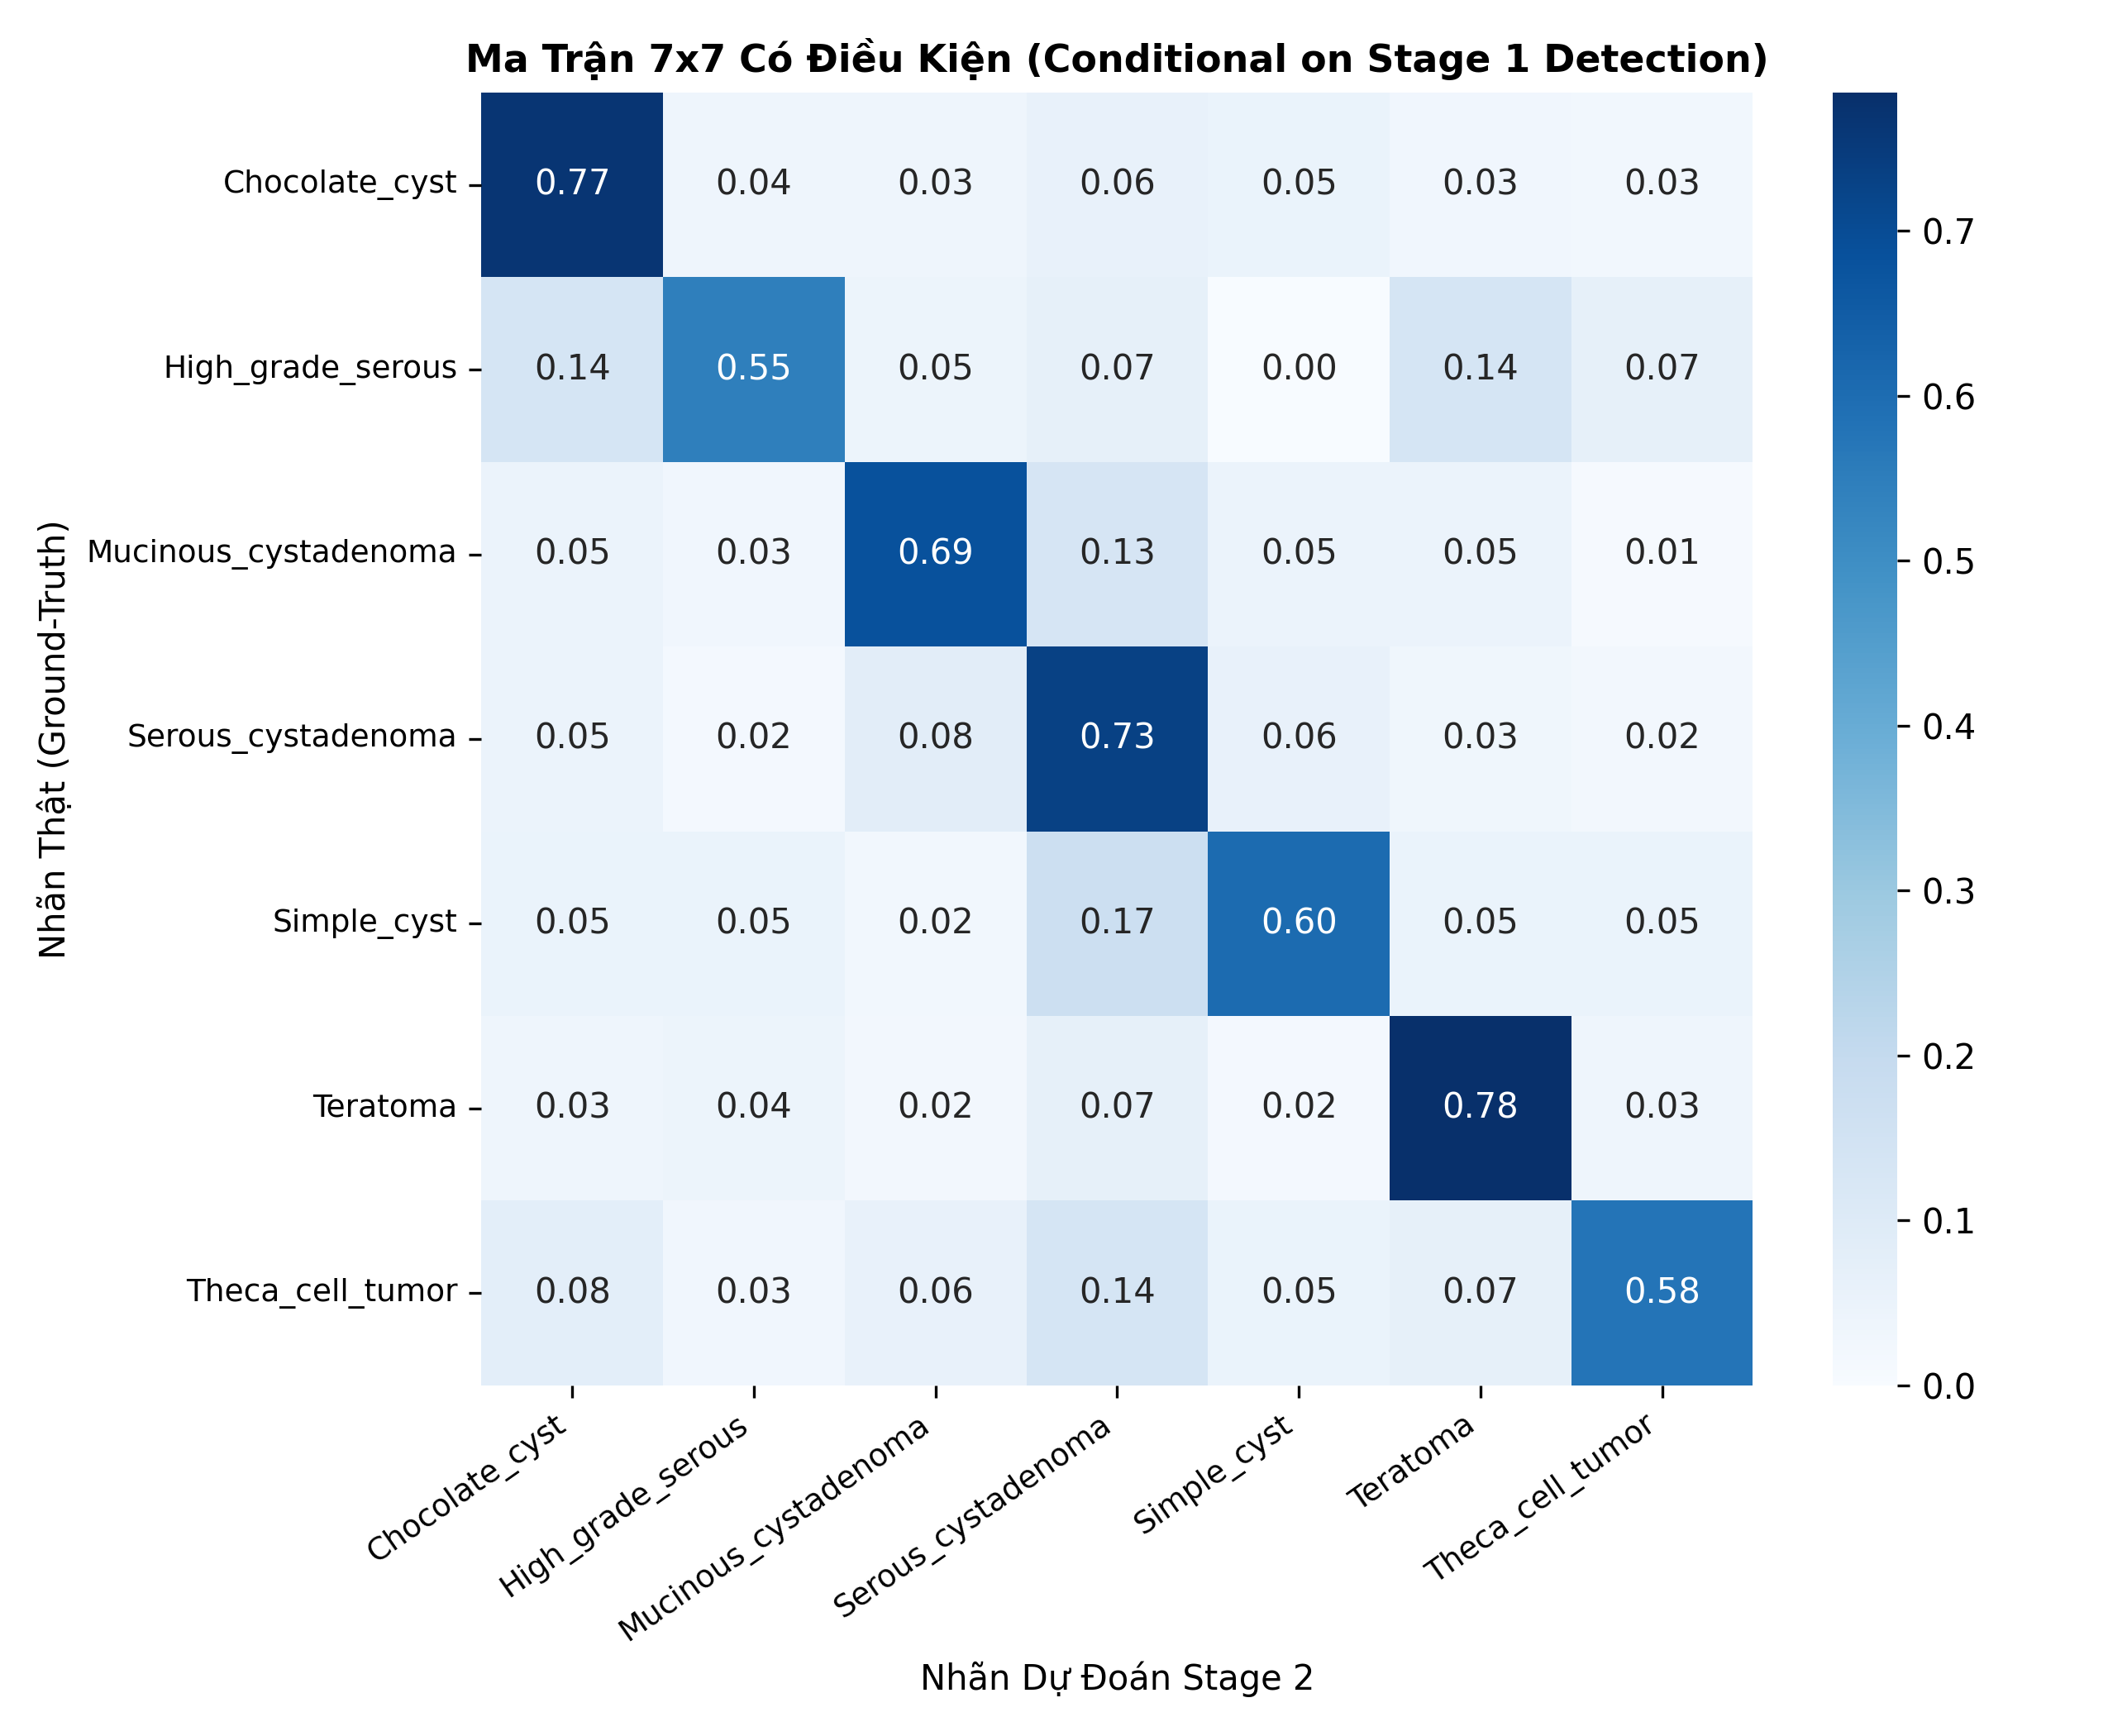 Ma Trận 7x7 Có Điều Kiện (Conditional on Stage 1 Detection)
Nhãn Thật (Ground-Truth)
Chocolate_cyst 0.77 0.04 0.03 0.06 0.05 0.03 0.03
High_grade_serous 0.14 0.55 0.05 0.07 0.00 0.14 0.07
Mucinous_cystadenoma 0.05 0.03 0.69 0.13 0.05 0.05 0.01
Serous_cystadenoma 0.05 0.02 0.08 0.73 0.06 0.03 0.02
Simple_cyst 0.05 0.05 0.02 0.17 0.60 0.05 0.05
Teratoma 0.03 0.04 0.02 0.07 0.02 0.78 0.03
Theca_cell_tumor 0.08 0.03 0.06 0.14 0.05 0.07 0.58
Chocolate_cyst
High_grade_serous
Mucinous_cystadenoma
Serous_cystadenoma
Simple_cyst
Teratoma
Theca_cell_tumor
Nhãn Dự Đoán Stage 2
0.7
0.6
0.5
0.4
0.3
0.2
0.1
0.0